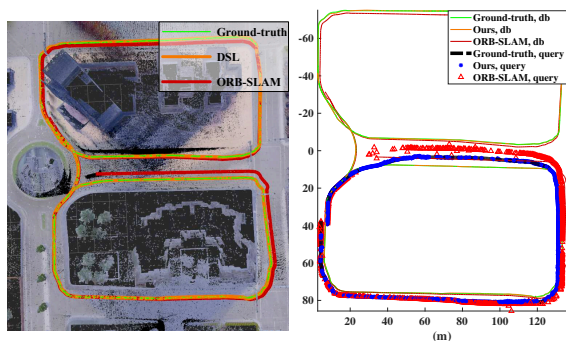 Ground-truth
DSL
ORB-SLAM
Ground-truth, db
Ours, db
ORB-SLAM, db
Ground-truth, query
Ours, query
ORB-SLAM, query
-60
-40
-20
0
20
40
60
80
20
40
60
80
100
120
(m)